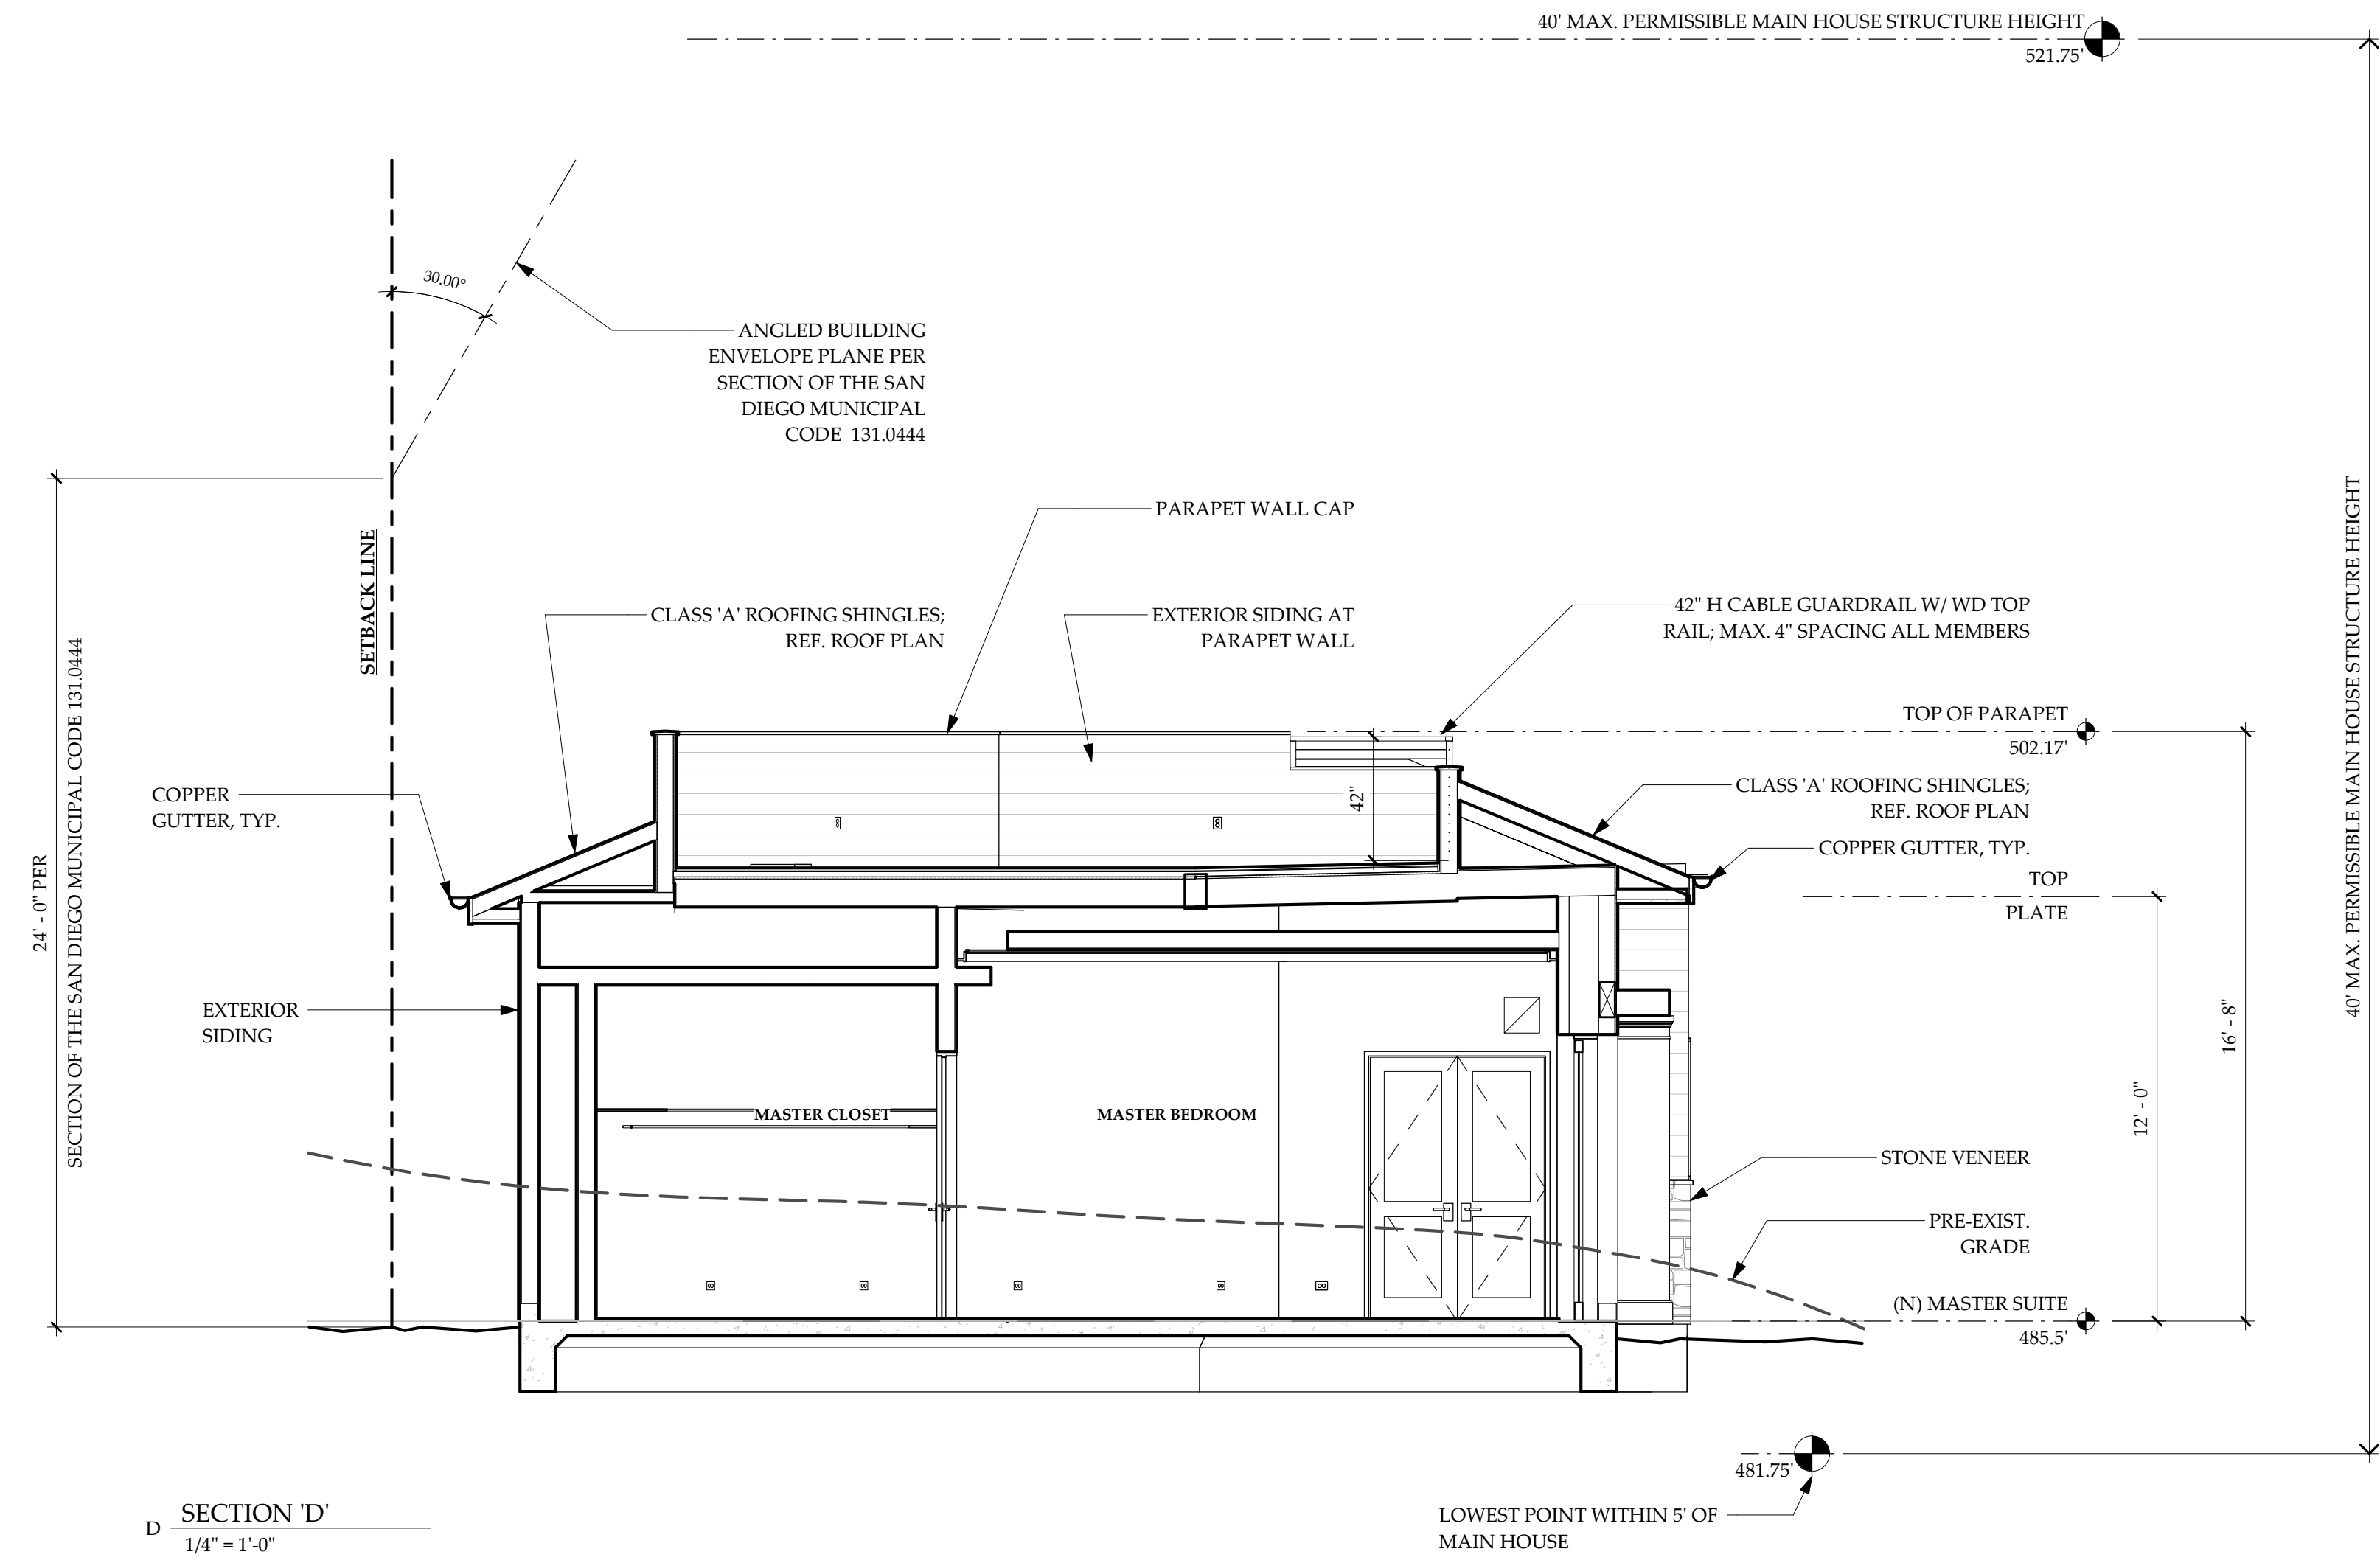 40' MAX. PERMISSIBLE MAIN HOUSE STRUCTURE HEIGHT
521.75'
30.00°
ANGLED BUILDING
ENVELOPE PLANE PER
SECTION OF THE SAN
DIEGO MUNICIPAL
CODE 131.0444
SETBACK LINE
24' - 0" PER
SECTION OF THE SAN DIEGO MUNICIPAL CODE 131.0444
PARAPET WALL CAP
CLASS 'A' ROOFING SHINGLES;
REF. ROOF PLAN
EXTERIOR SIDING AT
PARAPET WALL
42" H CABLE GUARDRAIL W/ WD TOP
RAIL; MAX. 4" SPACING ALL MEMBERS
40' MAX. PERMISSIBLE MAIN HOUSE STRUCTURE HEIGHT
TOP OF PARAPET
502.17'
COPPER
GUTTER, TYP.
42"
CLASS 'A' ROOFING SHINGLES;
REF. ROOF PLAN
COPPER GUTTER, TYP.
TOP
PLATE
EXTERIOR
SIDING
16' - 8"
12' - 0"
MASTER CLOSET
MASTER BEDROOM
STONE VENEER
PRE-EXIST.
GRADE
(N) MASTER SUITE
485.5'
481.75'
LOWEST POINT WITHIN 5' OF
MAIN HOUSE
D
SECTION 'D'
1/4" = 1'-0"